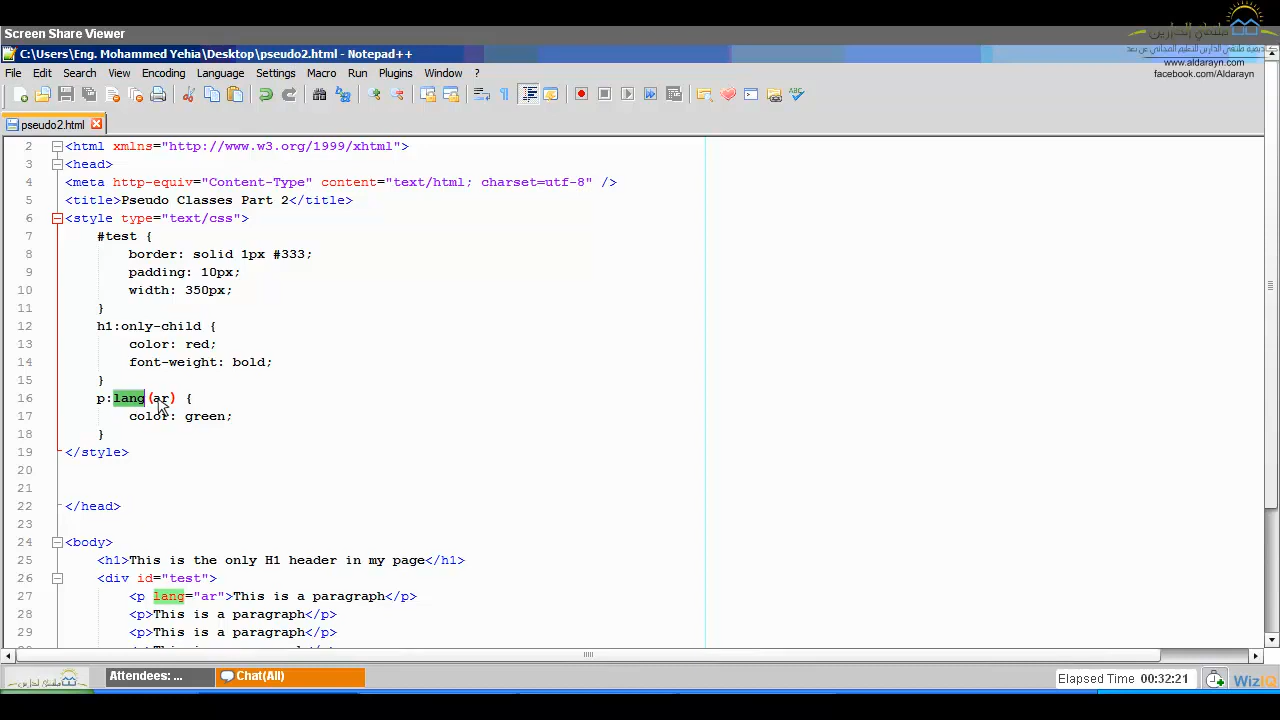 Screen Share Viewer
www.aldarayn.com
facebook.com/Aldarayn
C:\Users\Eng. Mohammed Yehia\Desktop\pseudo2.html - Notepad++
File Edit Search View Encoding Language Settings Macro Run Plugins Window ?
pseudo2.html
2 <html xmlns="http://www.w3.org/1999/xhtml">
3 <head>
4 <meta http-equiv="Content-Type" content="text/html; charset=utf-8" />
5 <title>Pseudo Classes Part 2</title>
6 <style type="text/css">
7 #test {
8 border: solid 1px #333;
9 padding: 10px;
10 width: 350px;
11 }
12 h1:only-child {
13 color: red;
14 font-weight: bold;
15 }
16 p:lang(ar) {
17 color: green;
18 }
19 </style>
20
21
22 </head>
23
24 <body>
25 <h1>This is the only H1 header in my page</h1>
26 <div id="test">
27 <p lang="ar">This is a paragraph</p>
28 <p>This is a paragraph</p>
29 <p>This is a paragraph</p>
Attendees: ... Chat(All) Elapsed Time 00:32:21 WizIQ